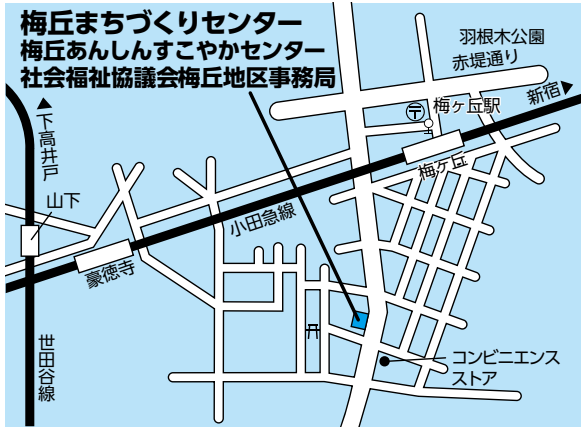 梅丘まちづくりセンター
梅丘あんしんすこやかセンター
社会福祉協議会梅丘地区事務局
羽根木公園
赤堤通り
新宿▶
〒
梅ヶ丘駅
梅ヶ丘
▲下高井戸
山下
小田急線
豪徳寺
世田谷線
コンビニエンス
ストア